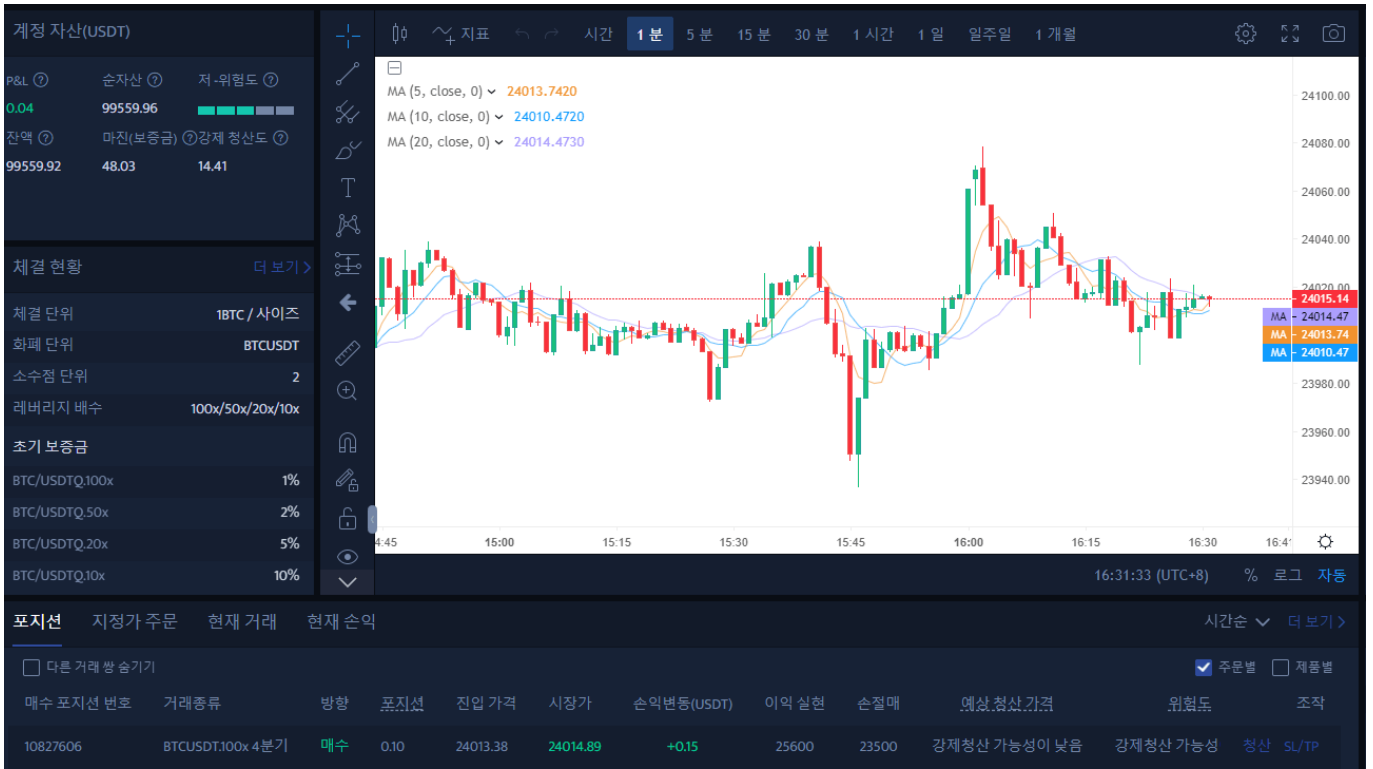 계정 자산(USDT)
P&L ? 순자산 ? 저 -위험도 ?
0.04 99559.96
잔액 ? 마진(보증금) ? 강제 청산도 ?
99559.92 48.03 14.41
체결 현황 더 보기 >
체결 단위 1BTC / 사이즈
화폐 단위 BTCUSDT
소수점 단위 2
레버리지 배수 100x/50x/20x/10x
초기 보증금
BTC/USDTQ.100x 1%
BTC/USDTQ.50x 2%
BTC/USDTQ.20x 5%
BTC/USDTQ.10x 10%
T
지표 시간 1 분 5 분 15 분 30 분 1 시간 1 일 일주일 1 개월
MA (5, close, 0) 24013.7420
MA (10, close, 0) 24010.4720
MA (20, close, 0) 24014.4730
24100.00
24080.00
24060.00
24040.00
24020.00
24015.14
MA 24014.47
MA 24013.74
MA 24010.47
23980.00
23960.00
23940.00
4:45 15:00 15:15 15:30 15:45 16:00 16:15 16:30
16:31:33 (UTC+8) % 로그 자동
포지션 지정가 주문 현재 거래 현재 손익 시간순 더 보기 >
다른 거래 쌍 숨기기 주문별 제품별
매수 포지션 번호 거래종류 방향 포지션 진입 가격 시장가 손익변동(USDT) 이익 실현 손절매 예상 청산 가격 위험도 조작
10827606 BTCUSDT.100x 4분기 매수 0.10 24013.38 24014.89 +0.15 25600 23500 강제청산 가능성이 낮음 강제청산 가능성 청산 SL/TP